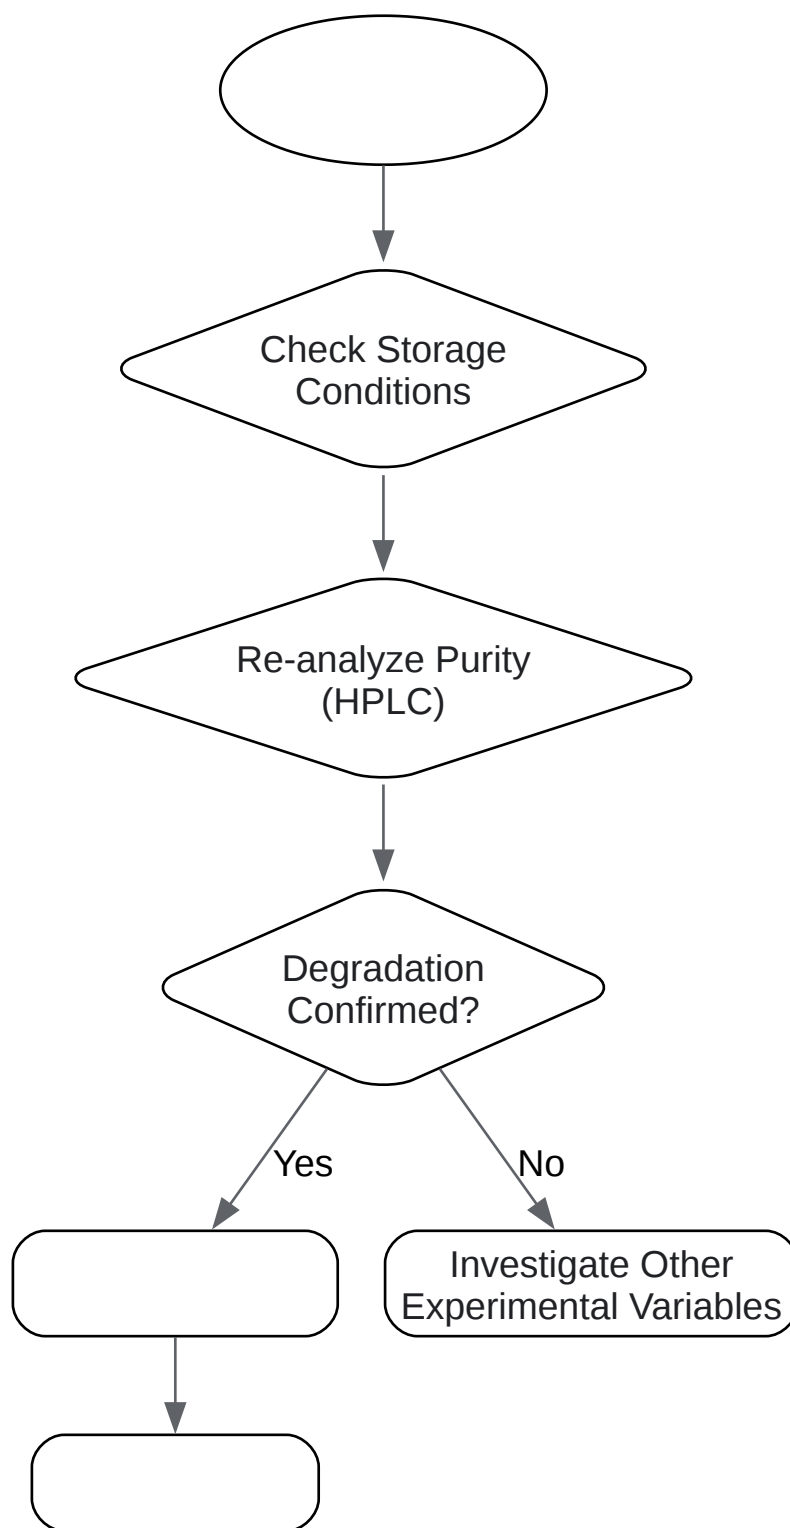 Check Storage
Conditions
Re-analyze Purity
(HPLC)
Degradation
Confirmed?
Yes
No
Investigate Other
Experimental Variables